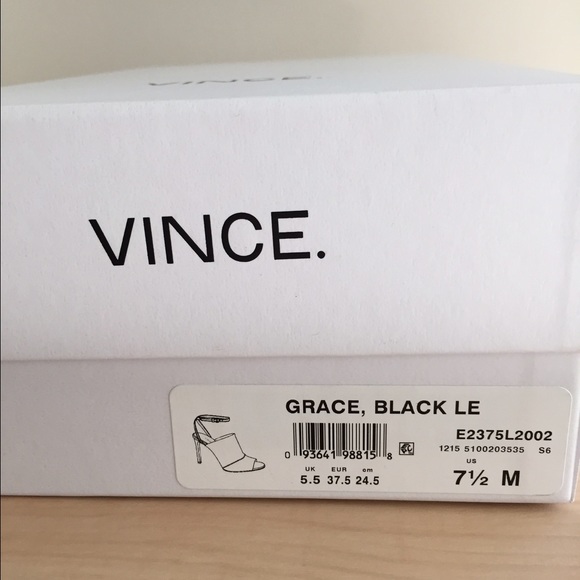 VINCE.
VINCE.
GRACE, BLACK LE
E2375L2002
0 93641 98815 8
1215 5100203535 S6
UK EUR cm
US
5.5 37.5 24.5
7½ M